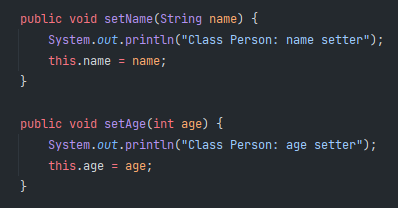 public void setName(String name) {
    System.out.println("Class Person: name setter");
    this.name = name;
}

public void setAge(int age) {
    System.out.println("Class Person: age setter");
    this.age = age;
}